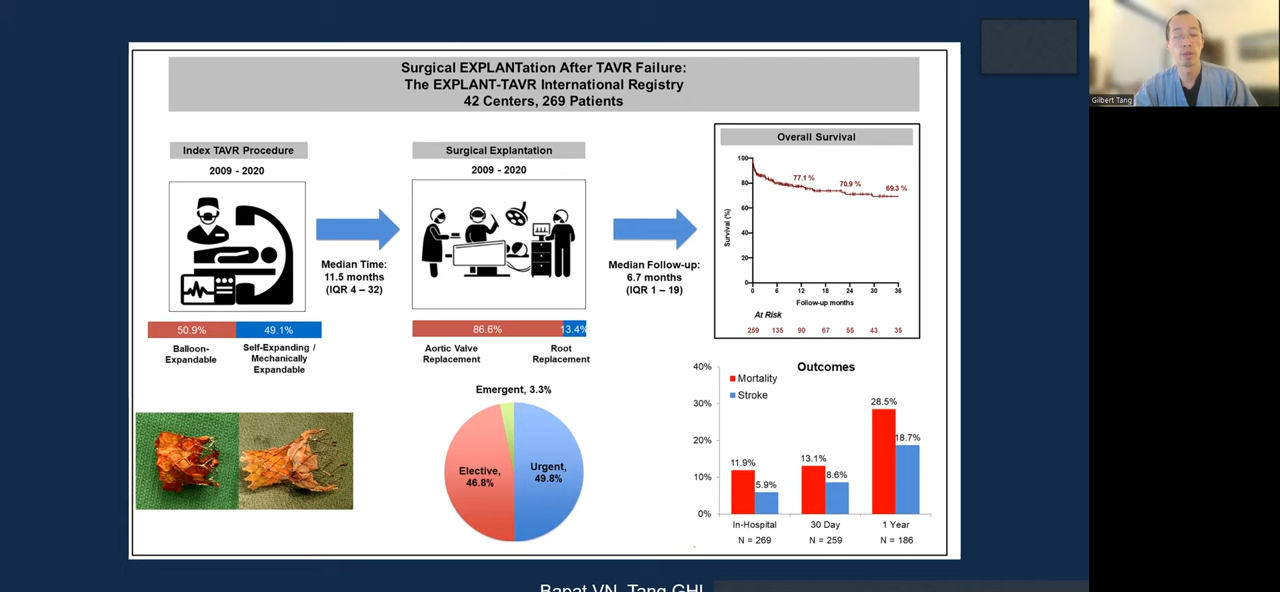 Surgical EXPLANTation After TAVR Failure:
The EXPLANT-TAVR International Registry
42 Centers, 269 Patients
Index TAVR Procedure
2009 - 2020
50.9%
49.1%
Balloon-
Expandable
Self-Expanding /
Mechanically
Expandable
Median Time:
11.5 months
(IQR 4 – 32)
Surgical Explantation
2009 - 2020
86.6%
13.4%
Aortic Valve
Replacement
Root
Replacement
Emergent, 3.3%
Elective,
46.8%
Urgent,
49.8%
Median Follow-up:
6.7 months
(IQR 1 – 19)
Overall Survival
Survival (%)
100
80
60
40
20
0
77.1 %
70.9 %
69.3 %
0 6 12 18 24 30 36
Follow-up months
At Risk
259 135 90 67 55 43 35
Outcomes
Mortality
Stroke
40%
30%
20%
10%
0%
11.9%
5.9%
13.1%
8.6%
28.5%
18.7%
In-Hospital 30 Day 1 Year
N = 269 N = 259 N = 186
Gilbert Tang
Bapat VN, Tang GHL